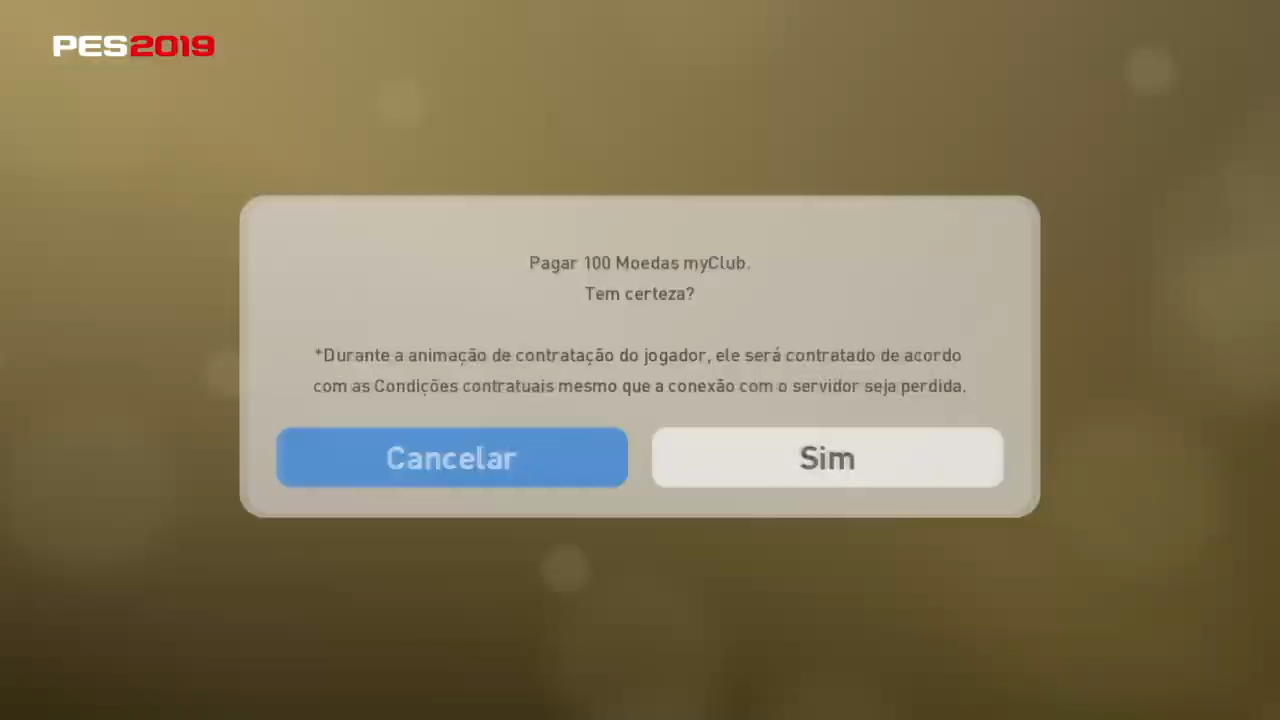 PES2019
Pagar 100 Moedas myClub.
Tem certeza?
*Durante a animação de contratação do jogador, ele será contratado de acordo
com as Condições contratuais mesmo que a conexão com o servidor seja perdida.
Cancelar
Sim